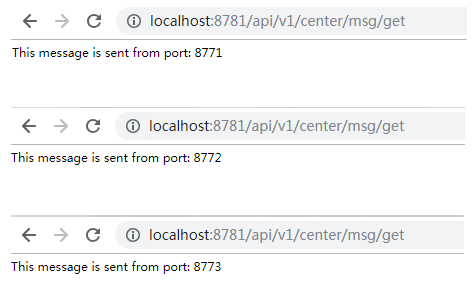 localhost:8781/api/v1/center/msg/get
This message is sent from port: 8771
localhost:8781/api/v1/center/msg/get
This message is sent from port: 8772
localhost:8781/api/v1/center/msg/get
This message is sent from port: 8773